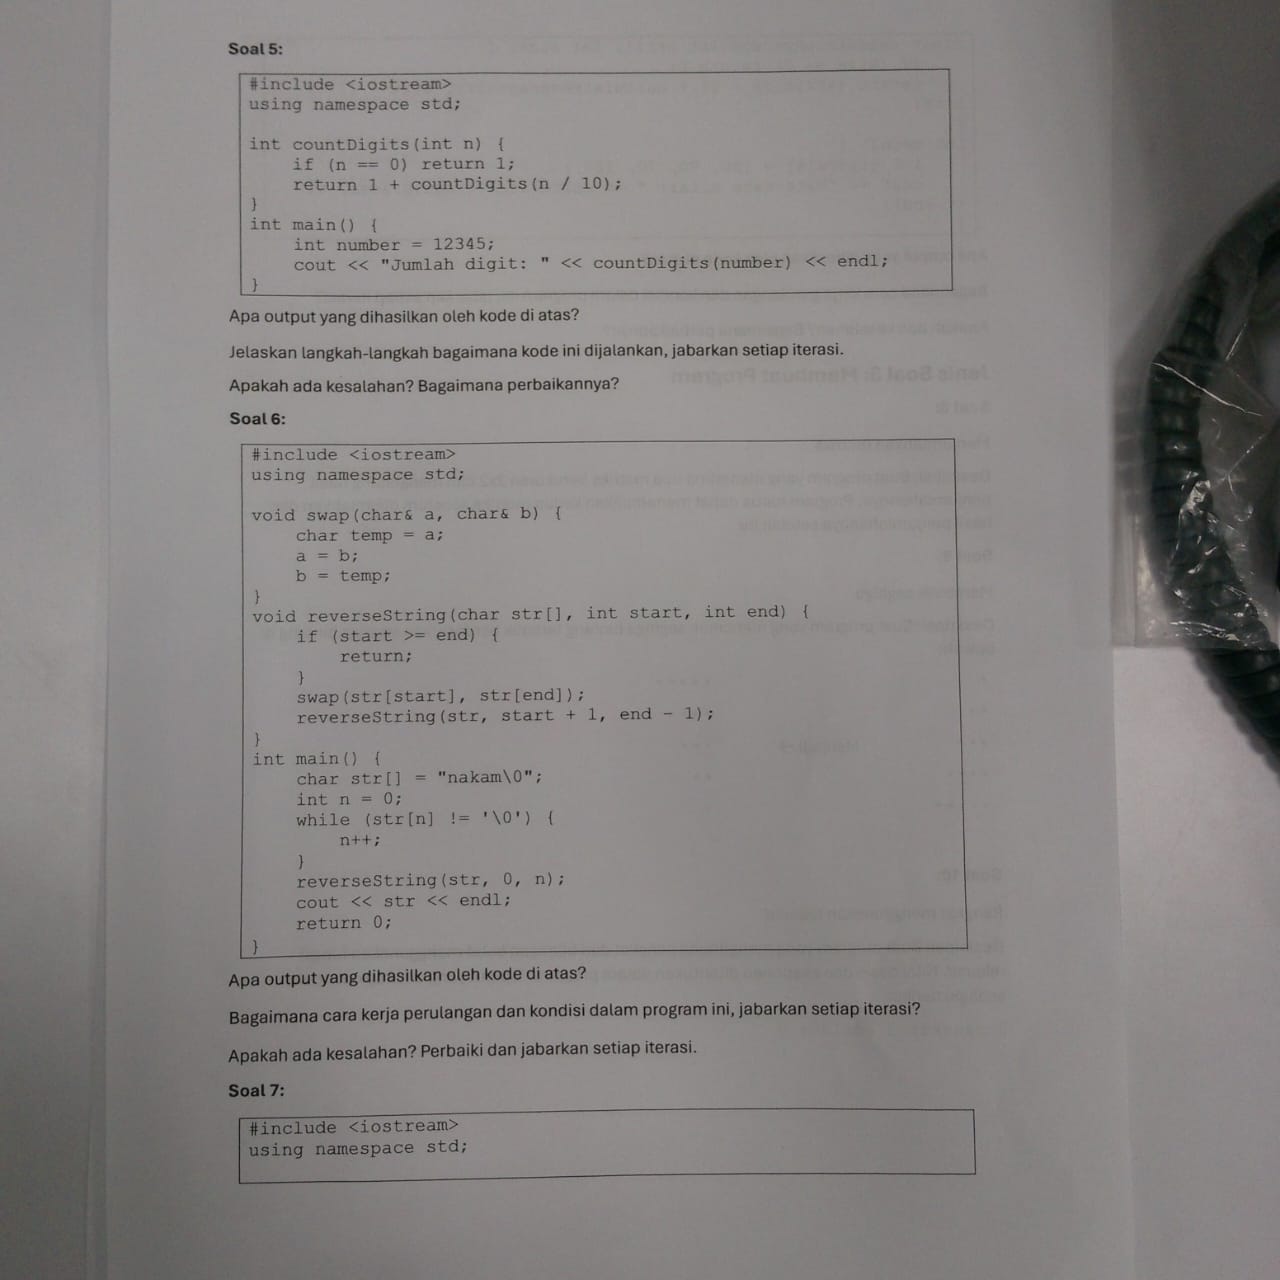 Soal 5:
#include <iostream>
using namespace std;
int countDigits(int n) {
if (n == 0) return 1;
return 1 + countDigits(n / 10);
}
int main() {
int number = 12345;
cout << "Jumlah digit: " << countDigits(number) << endl;
}
Apa output yang dihasilkan oleh kode di atas?
Jelaskan langkah-langkah bagaimana kode ini dijalankan, jabarkan setiap iterasi.
Apakah ada kesalahan? Bagaimana perbaikannya?
Soal 6:
#include <iostream>
using namespace std;
void swap(char& a, char& b) {
char temp = a;
a = b;
b = temp;
}
void reverseString(char str[], int start, int end) {
if (start >= end) {
return;
}
swap(str[start], str[end]);
reverseString(str, start + 1, end - 1);
}
int main() {
char str[] = "nakam\0";
int n = 0;
while (str[n] != '\0') {
n++;
}
reverseString(str, 0, n);
cout << str << endl;
return 0;
}
Apa output yang dihasilkan oleh kode di atas?
Bagaimana cara kerja perulangan dan kondisi dalam program ini, jabarkan setiap iterasi?
Apakah ada kesalahan? Perbaiki dan jabarkan setiap iterasi.
Soal 7:
#include <iostream>
using namespace std;